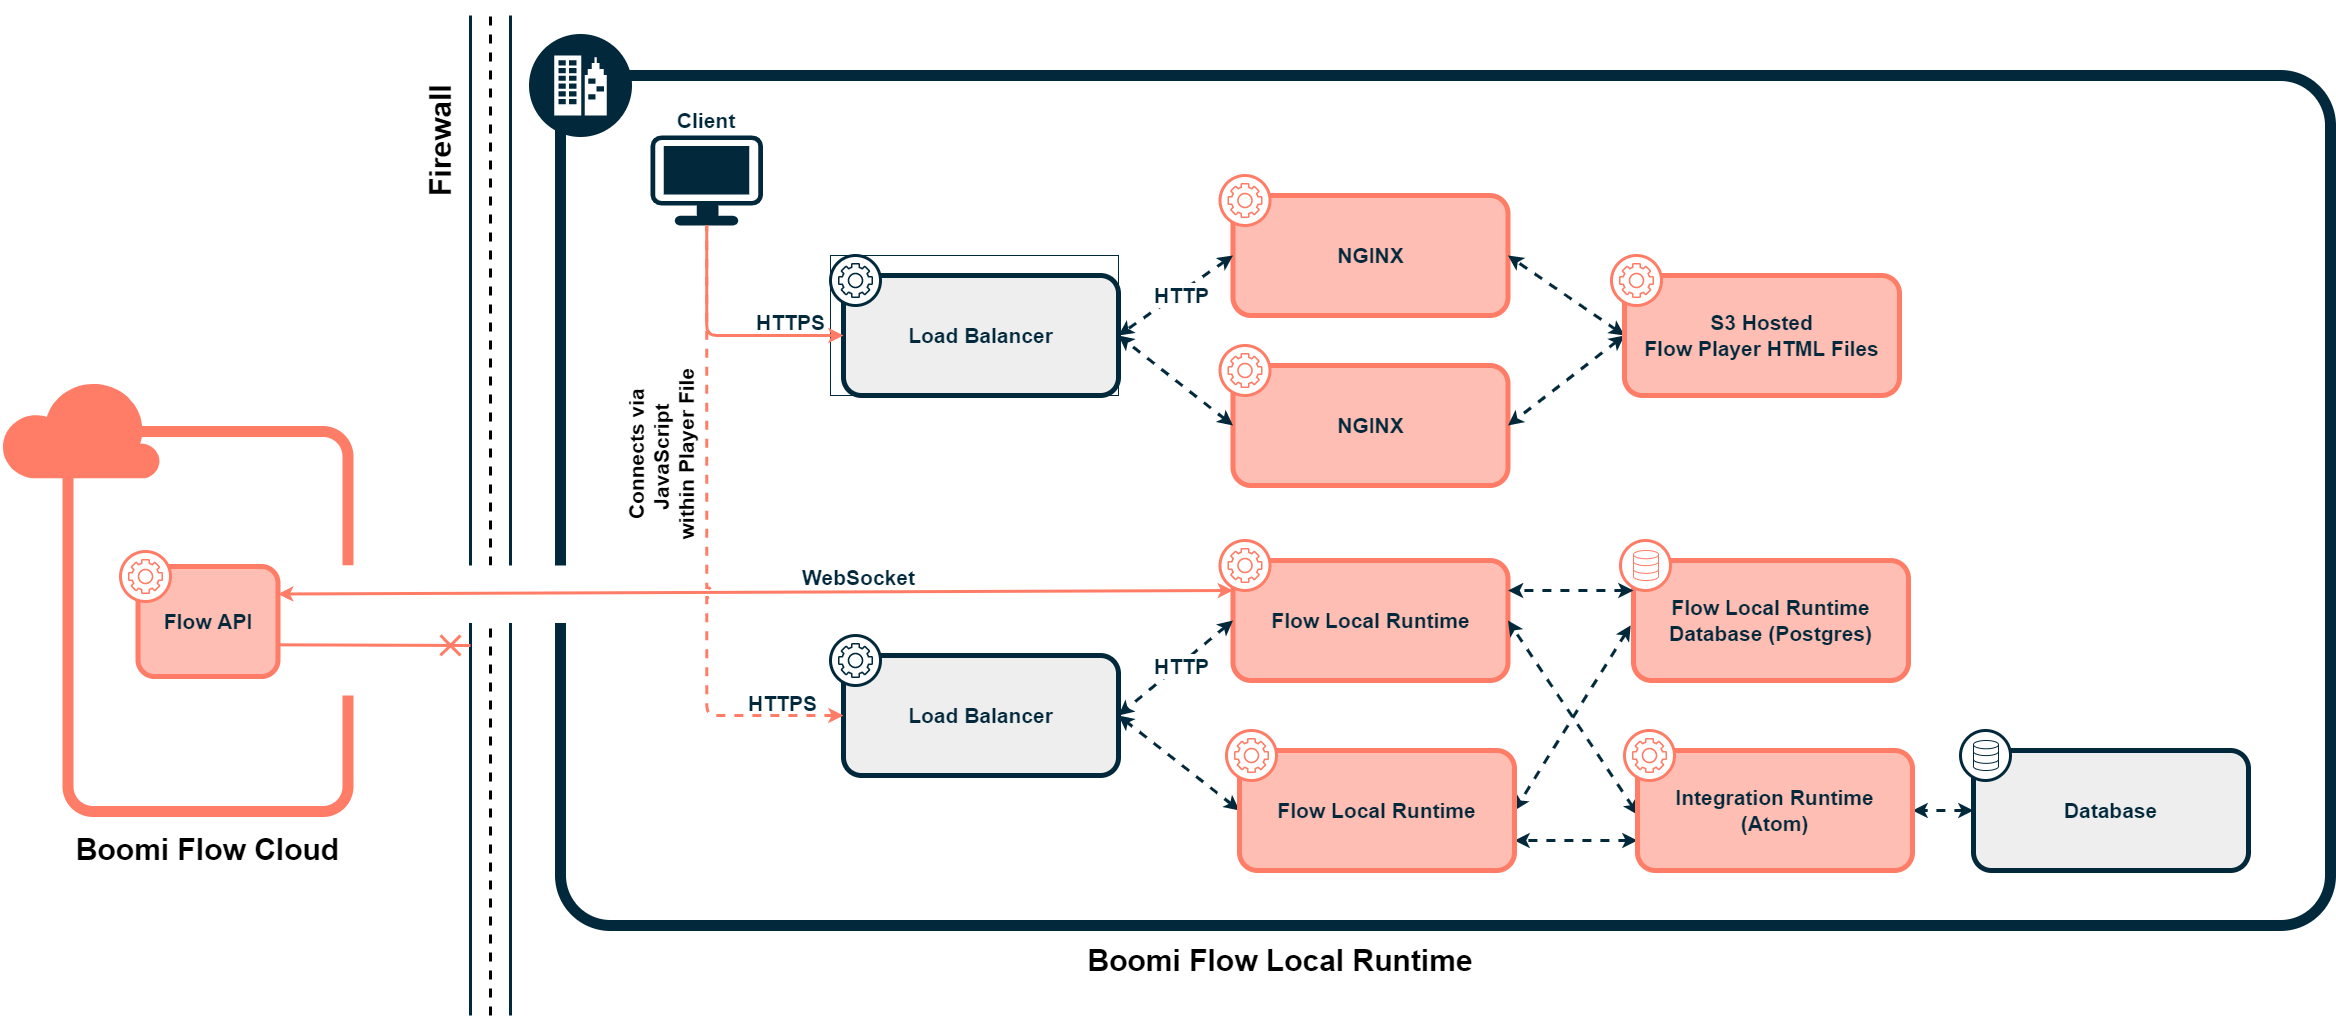 Firewall
Client
HTTPS
Load Balancer
HTTP
NGINX
NGINX
S3 Hosted
Flow Player HTML Files
Connects via
JavaScript
within Player File
WebSocket
Flow API
Boomi Flow Cloud
HTTPS
Load Balancer
HTTP
Flow Local Runtime
Flow Local Runtime
Flow Local Runtime
Database (Postgres)
Integration Runtime
(Atom)
Database
Boomi Flow Local Runtime